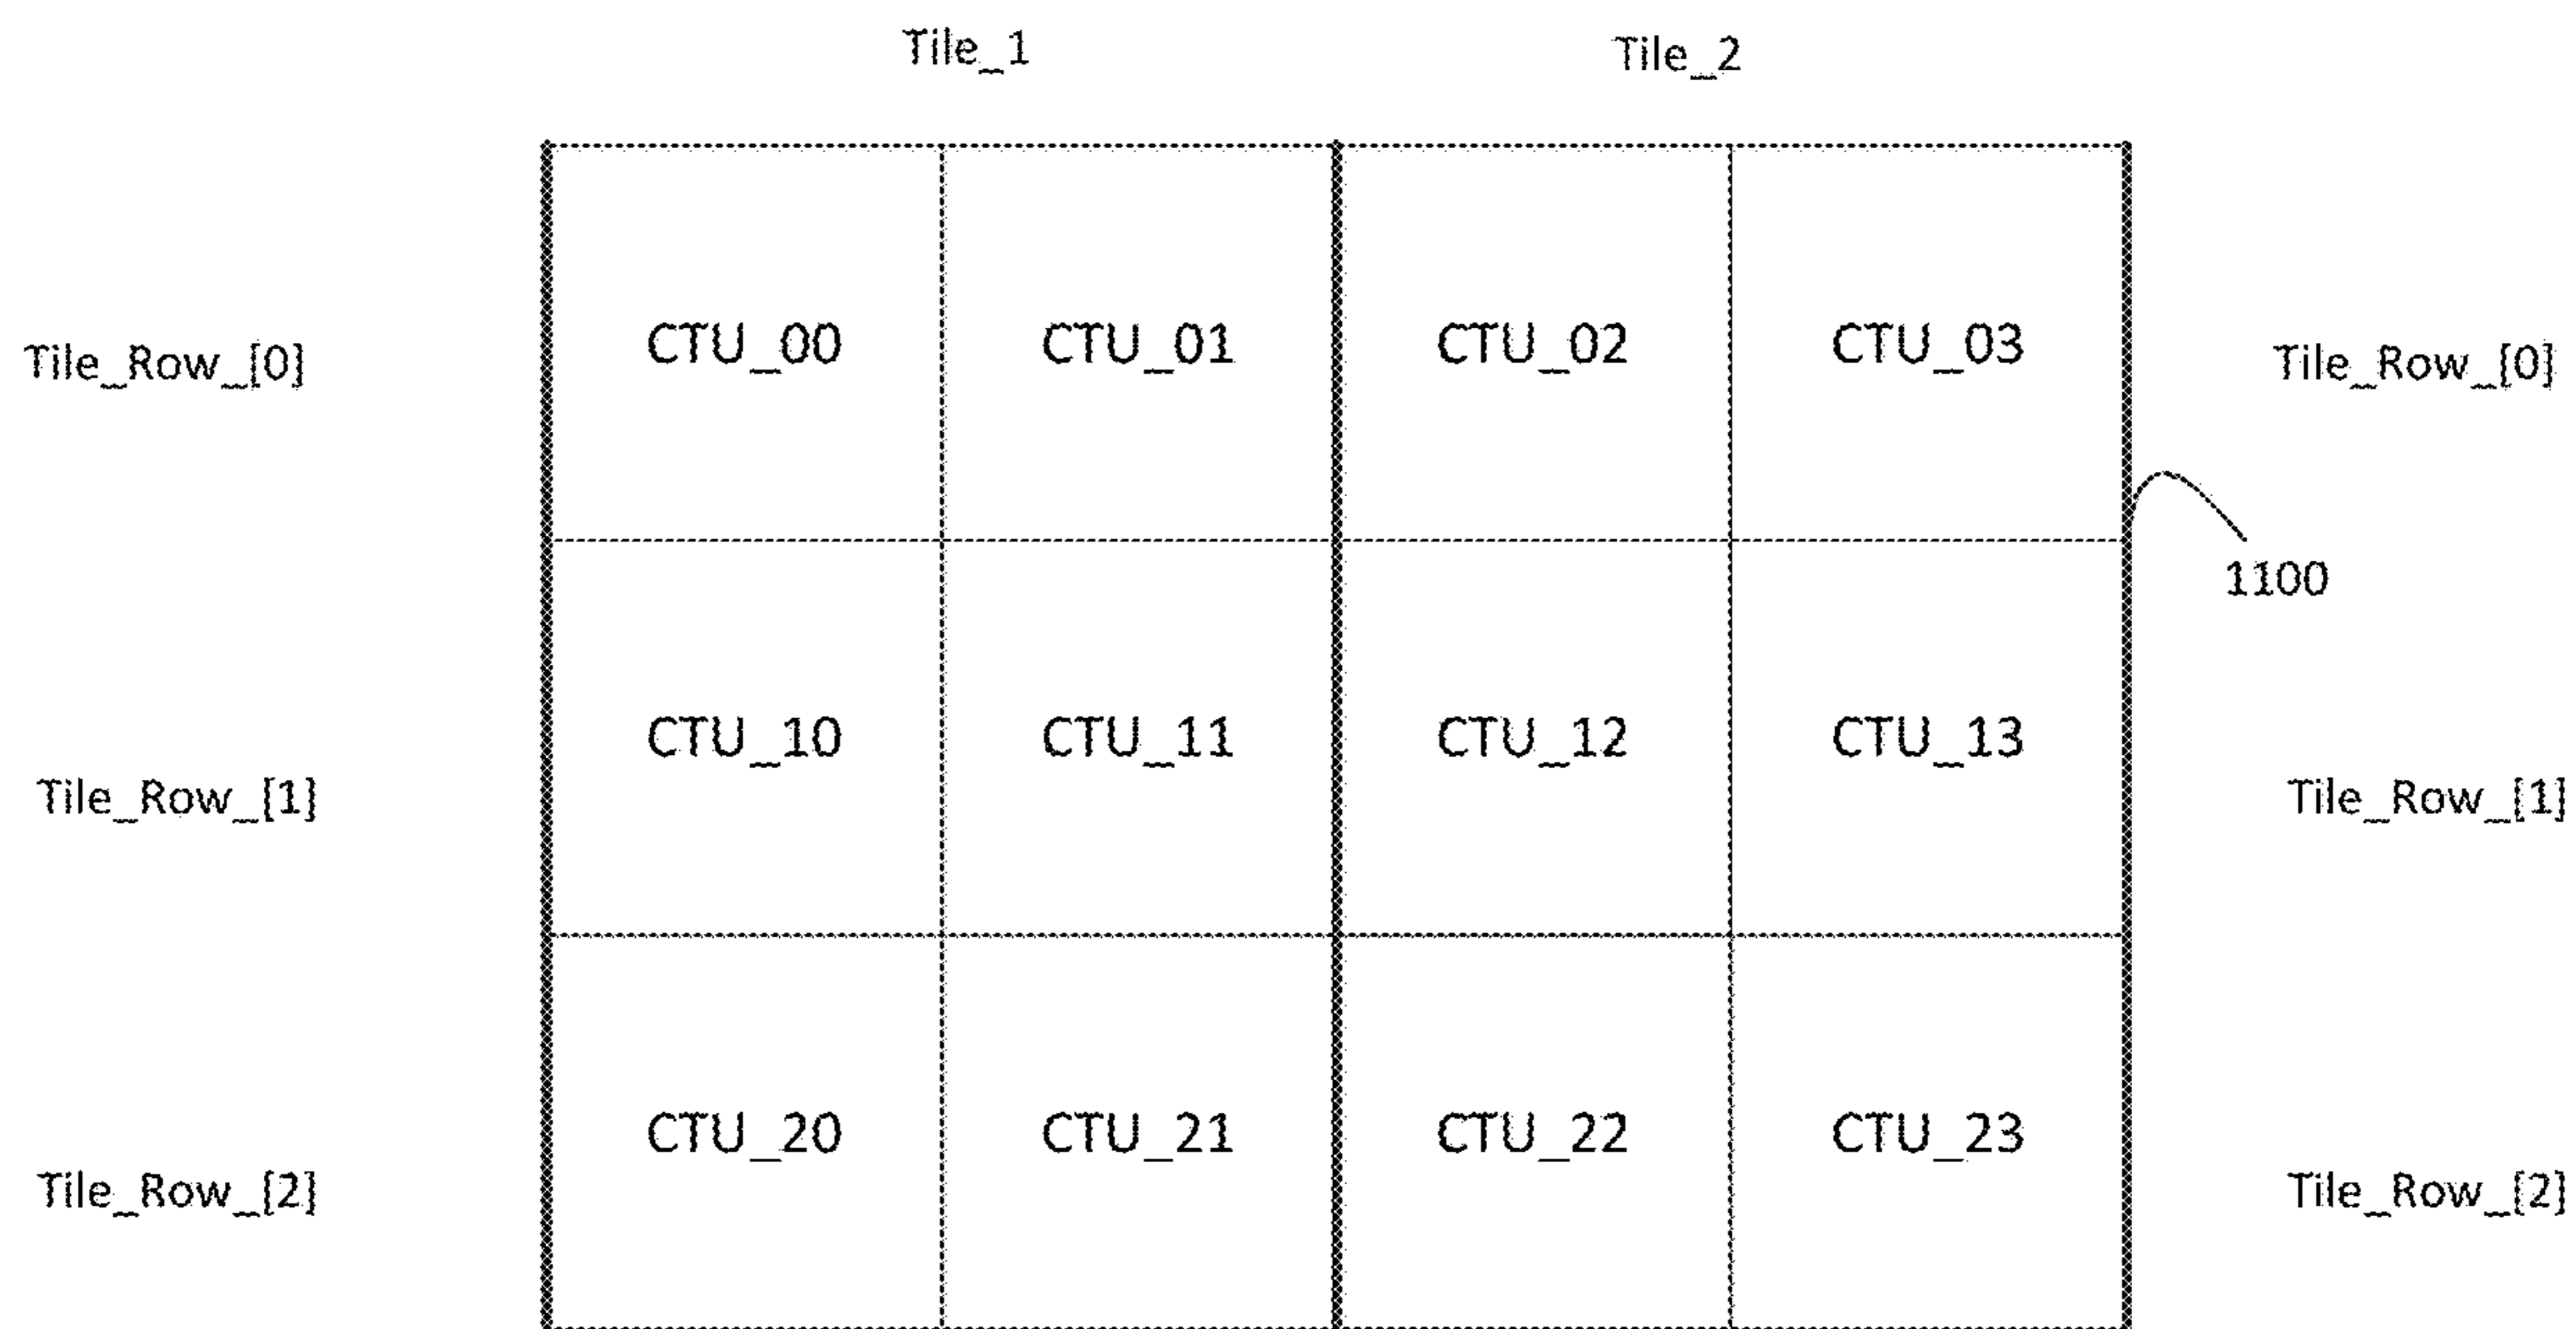 Tile_1 Tile_2
Tile_Row_[0] CTU_00 CTU_01 CTU_02 CTU_03 Tile_Row_[0]
1100
Tile_Row_[1] CTU_10 CTU_11 CTU_12 CTU_13 Tile_Row_[1]
Tile_Row_[2] CTU_20 CTU_21 CTU_22 CTU_23 Tile_Row_[2]